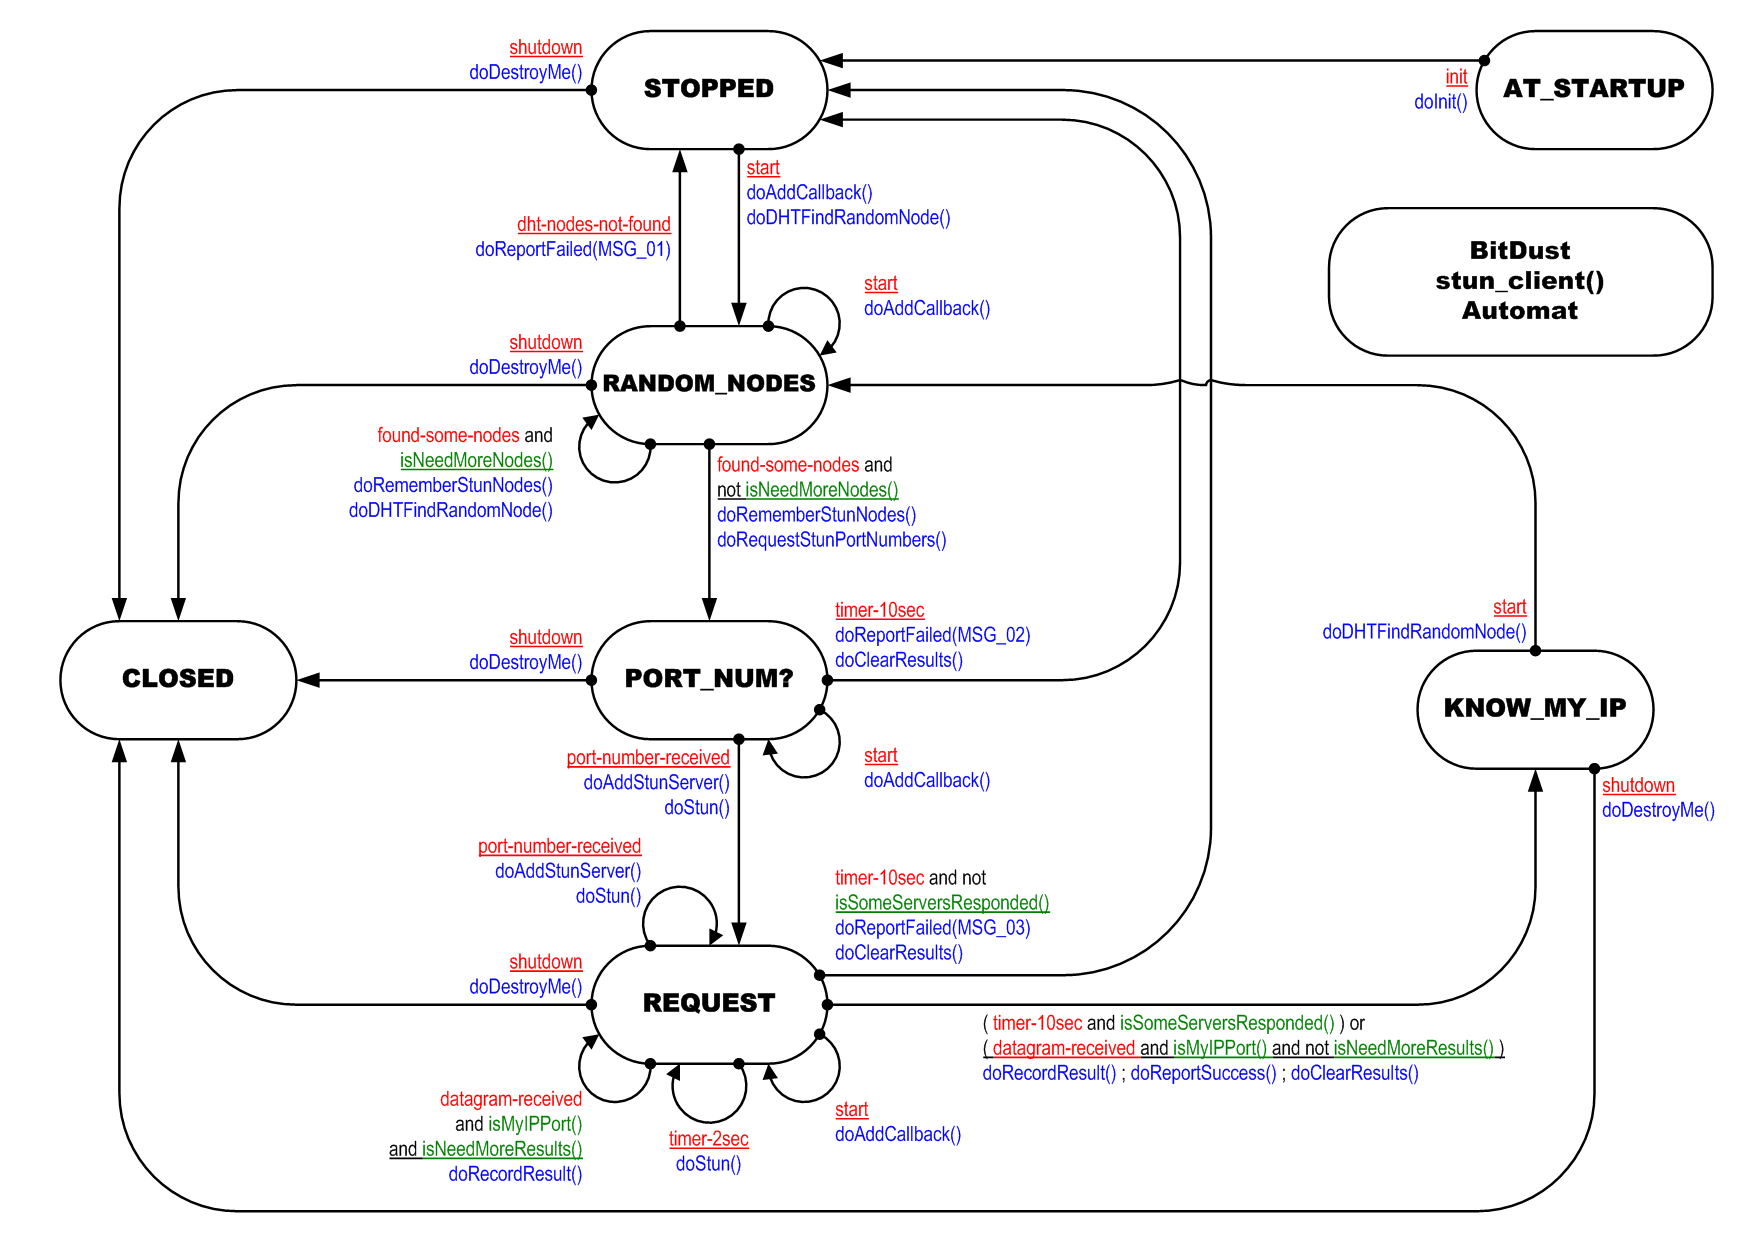 shutdown
doDestroyMe()
STOPPED
init
doInit()
AT_STARTUP
start
doAddCallback()
doDHTFindRandomNode()
dht-nodes-not-found
doReportFailed(MSG_01)
BitDust
stun_client()
Automat
start
doAddCallback()
shutdown
doDestroyMe()
RANDOM_NODES
found-some-nodes and
isNeedMoreNodes()
doRememberStunNodes()
doDHTFindRandomNode()
found-some-nodes and
not isNeedMoreNodes()
doRememberStunNodes()
doRequestStunPortNumbers()
CLOSED
shutdown
doDestroyMe()
PORT_NUM?
timer-10sec
doReportFailed(MSG_02)
doClearResults()
start
doDHTFindRandomNode()
KNOW_MY_IP
start
doAddCallback()
port-number-received
doAddStunServer()
doStun()
shutdown
doDestroyMe()
port-number-received
doAddStunServer()
doStun()
timer-10sec and not
isSomeServersResponded()
doReportFailed(MSG_03)
doClearResults()
shutdown
doDestroyMe()
REQUEST
( timer-10sec and isSomeServersResponded() ) or
( datagram-received and isMyIPPort() and not isNeedMoreResults() )
doRecordResult() ; doReportSuccess() ; doClearResults()
datagram-received
and isMyIPPort()
and isNeedMoreResults()
doRecordResult()
timer-2sec
doStun()
start
doAddCallback()